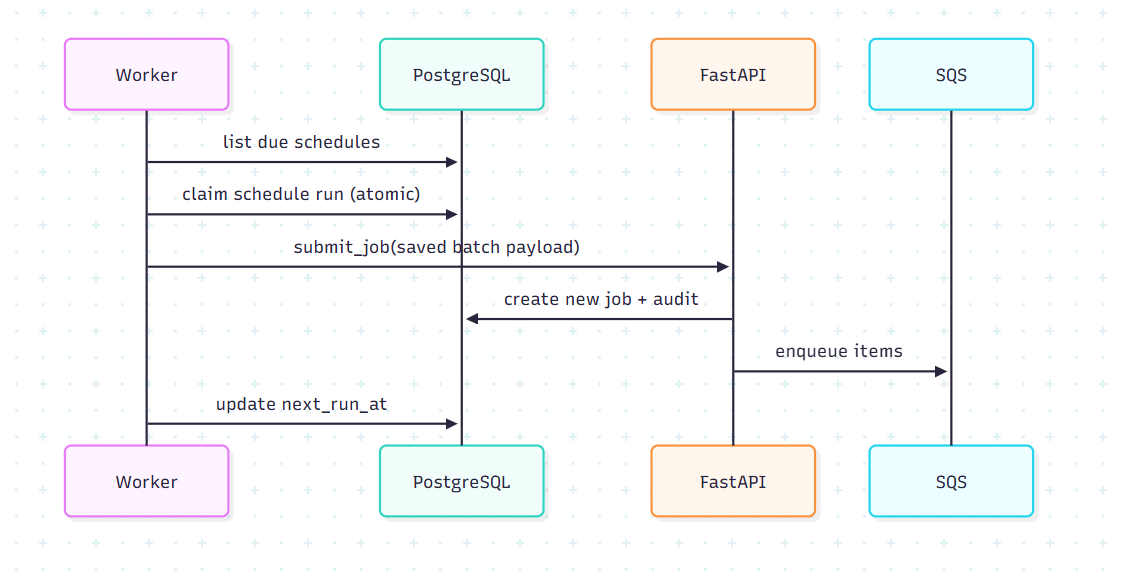 Worker
PostgreSQL
FastAPI
SQS
list due schedules
claim schedule run (atomic)
submit_job(saved batch payload)
create new job + audit
enqueue items
update next_run_at
Worker
PostgreSQL
FastAPI
SQS